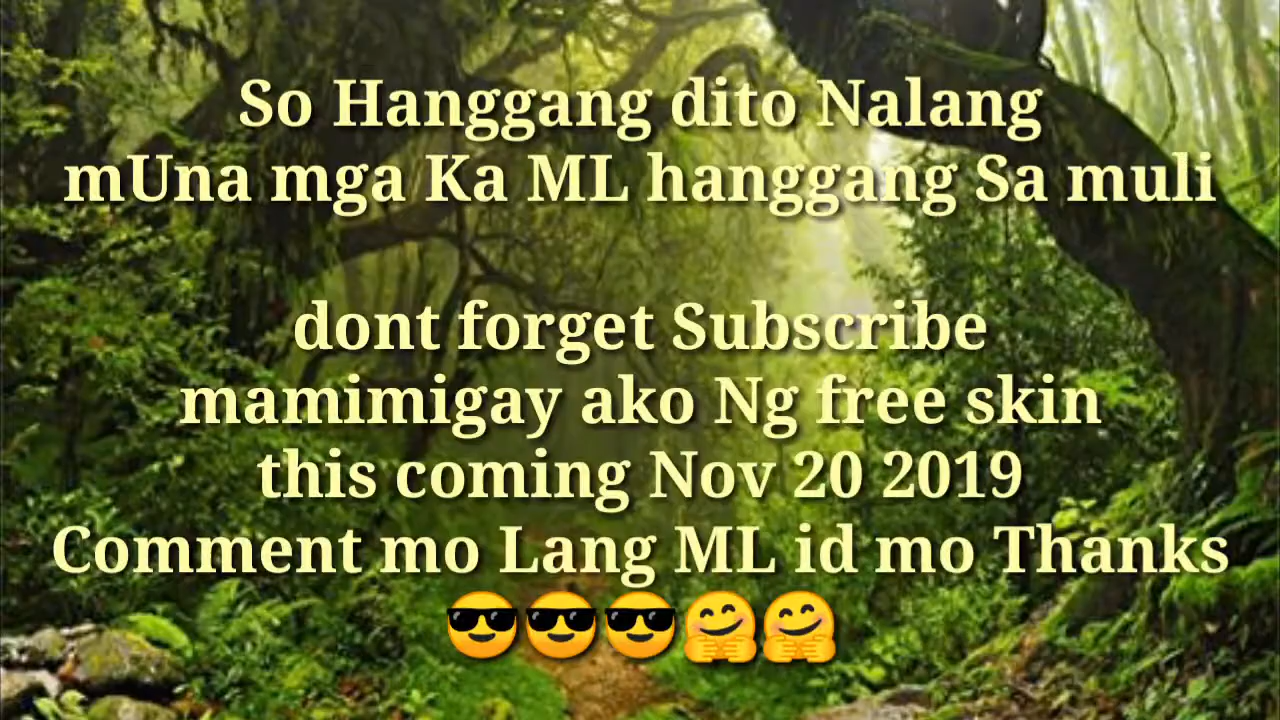 So Hanggang dito Nalang
mUna mga Ka ML hanggang Sa muli
dont forget Subscribe
mamimigay ako Ng free skin
this coming Nov 20 2019
Comment mo Lang ML id mo Thanks
😎😎😎🤗🤗